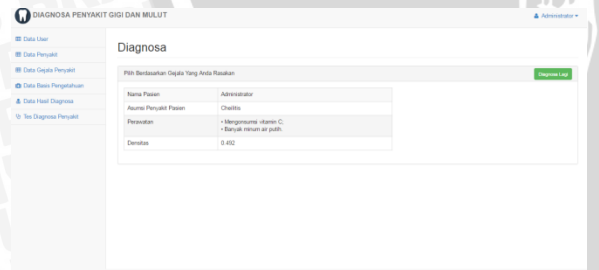 DIAGNOSA PENYAKIT GIGI DAN MULUT
Administrator
Data User
Data Penyakit
Data Gejala Penyakit
Data Basis Pengetahuan
Data Hasil Diagnosa
Tes Diagnosa Penyakit
Diagnosa
Pilih Berdasarkan Gejala Yang Anda Rasakan
Diagnosa Lagi
Nama Pasien Administrator
Asumsi Penyakit Pasien Cheilitis
Perawatan • Mengonsumsi vitamin C;
• Banyak minum air putih.
Densitas 0.492